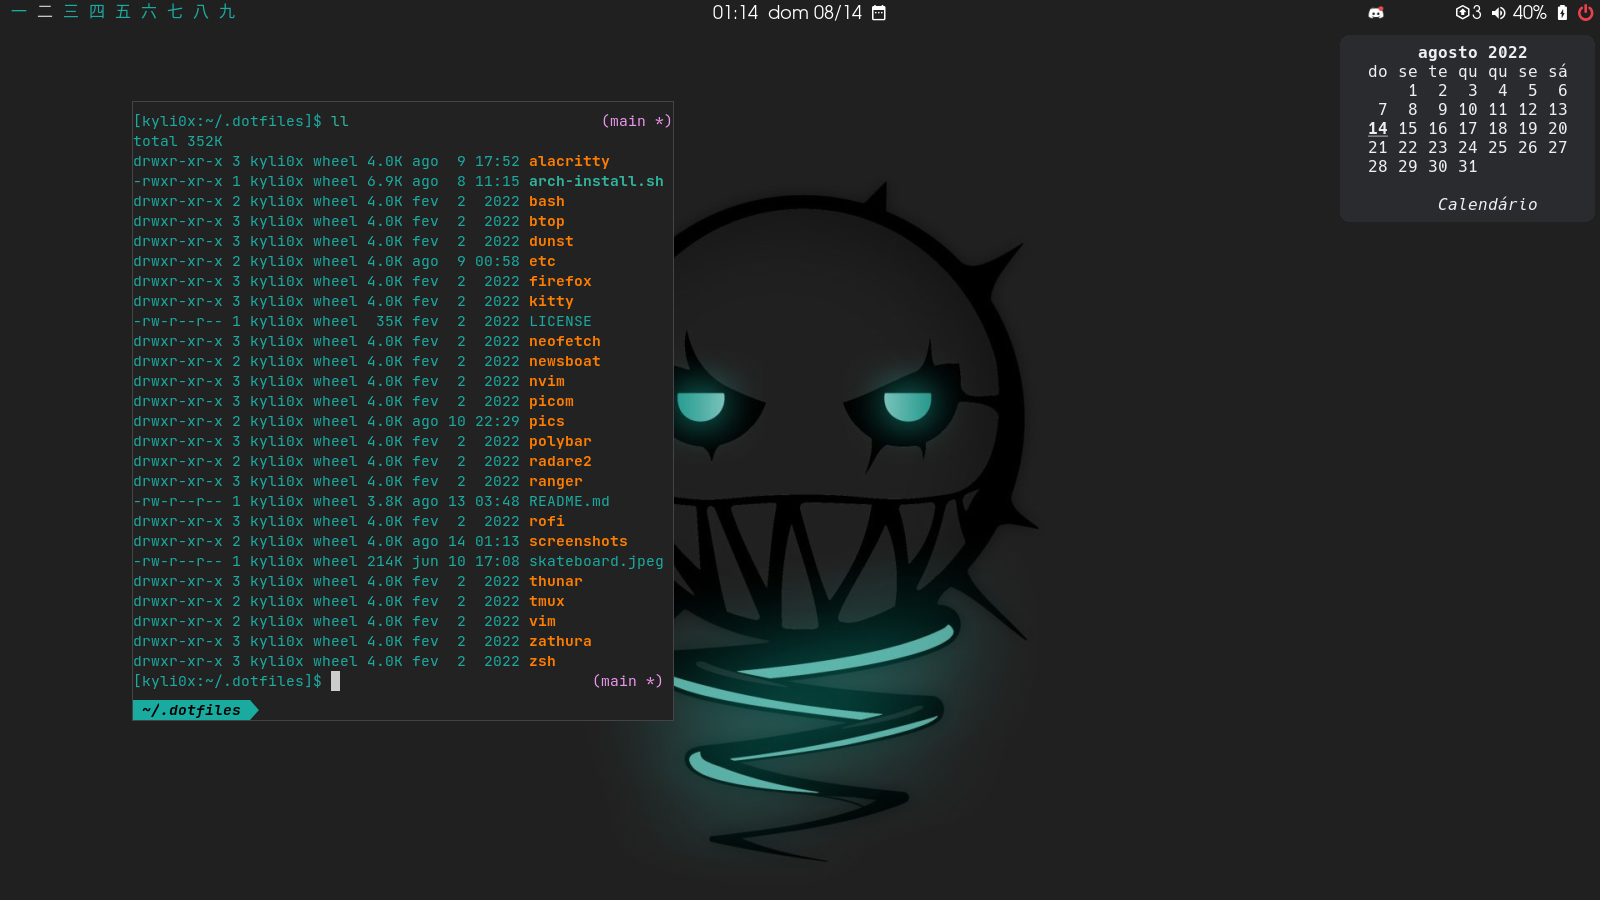 一 二 三 四 五 六 七 八 九
01:14 dom 08/14
3 40%
agosto 2022
do se te qu qu se sá
1 2 3 4 5 6
7 8 9 10 11 12 13
14 15 16 17 18 19 20
21 22 23 24 25 26 27
28 29 30 31
Calendário
[kyli0x:~/.dotfiles]$ ll (main *)
total 352K
drwxr-xr-x 3 kyli0x wheel 4.0K ago  9 17:52 alacritty
-rwxr-xr-x 1 kyli0x wheel 6.9K ago  8 11:15 arch-install.sh
drwxr-xr-x 2 kyli0x wheel 4.0K fev  2  2022 bash
drwxr-xr-x 3 kyli0x wheel 4.0K fev  2  2022 btop
drwxr-xr-x 3 kyli0x wheel 4.0K fev  2  2022 dunst
drwxr-xr-x 2 kyli0x wheel 4.0K ago  9 00:58 etc
drwxr-xr-x 3 kyli0x wheel 4.0K fev  2  2022 firefox
drwxr-xr-x 3 kyli0x wheel 4.0K fev  2  2022 kitty
-rw-r--r-- 1 kyli0x wheel  35K fev  2  2022 LICENSE
drwxr-xr-x 3 kyli0x wheel 4.0K fev  2  2022 neofetch
drwxr-xr-x 2 kyli0x wheel 4.0K fev  2  2022 newsboat
drwxr-xr-x 3 kyli0x wheel 4.0K fev  2  2022 nvim
drwxr-xr-x 3 kyli0x wheel 4.0K fev  2  2022 picom
drwxr-xr-x 2 kyli0x wheel 4.0K ago 10 22:29 pics
drwxr-xr-x 3 kyli0x wheel 4.0K fev  2  2022 polybar
drwxr-xr-x 2 kyli0x wheel 4.0K fev  2  2022 radare2
drwxr-xr-x 3 kyli0x wheel 4.0K fev  2  2022 ranger
-rw-r--r-- 1 kyli0x wheel 3.8K ago 13 03:48 README.md
drwxr-xr-x 3 kyli0x wheel 4.0K fev  2  2022 rofi
drwxr-xr-x 2 kyli0x wheel 4.0K ago 14 01:13 screenshots
-rw-r--r-- 1 kyli0x wheel 214K jun 10 17:08 skateboard.jpeg
drwxr-xr-x 3 kyli0x wheel 4.0K fev  2  2022 thunar
drwxr-xr-x 2 kyli0x wheel 4.0K fev  2  2022 tmux
drwxr-xr-x 2 kyli0x wheel 4.0K fev  2  2022 vim
drwxr-xr-x 3 kyli0x wheel 4.0K fev  2  2022 zathura
drwxr-xr-x 3 kyli0x wheel 4.0K fev  2  2022 zsh
[kyli0x:~/.dotfiles]$ (main *)
~/.dotfiles